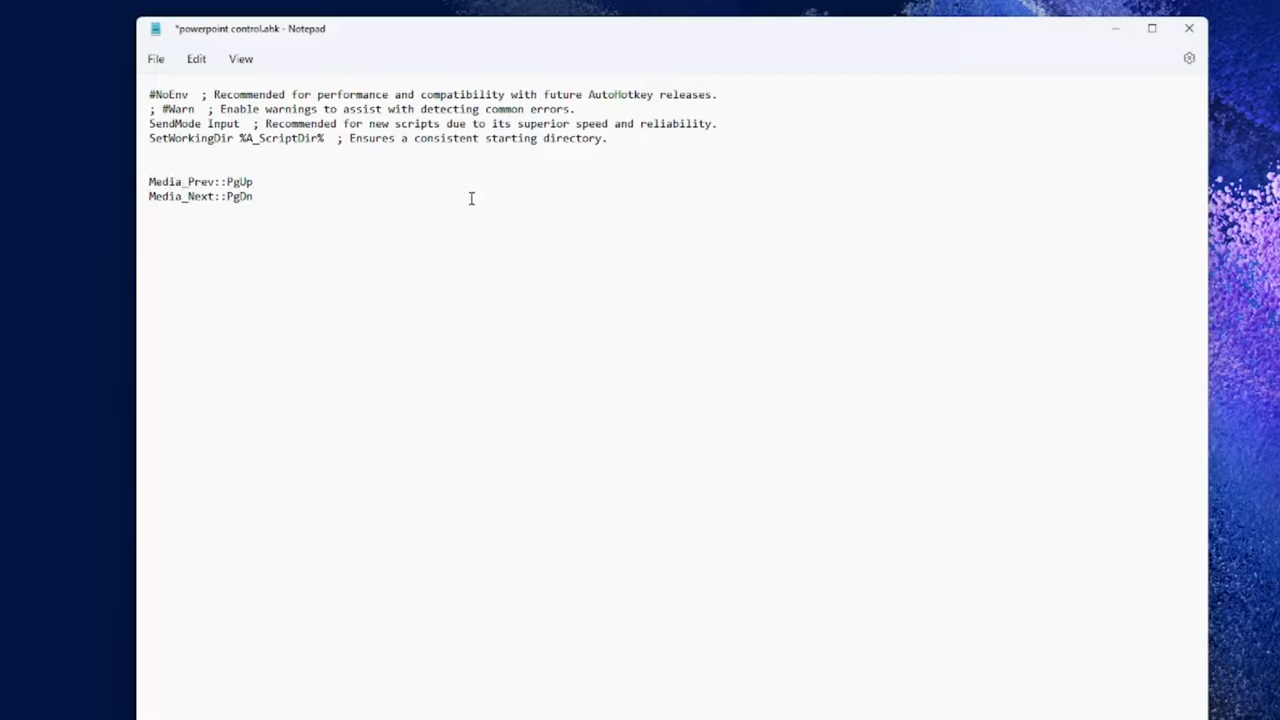 *powerpoint control.ahk - Notepad
File Edit View
#NoEnv  ; Recommended for performance and compatibility with future AutoHotkey releases.
; #Warn  ; Enable warnings to assist with detecting common errors.
SendMode Input  ; Recommended for new scripts due to its superior speed and reliability.
SetWorkingDir %A_ScriptDir%  ; Ensures a consistent starting directory.
Media_Prev::PgUp
Media_Next::PgDn